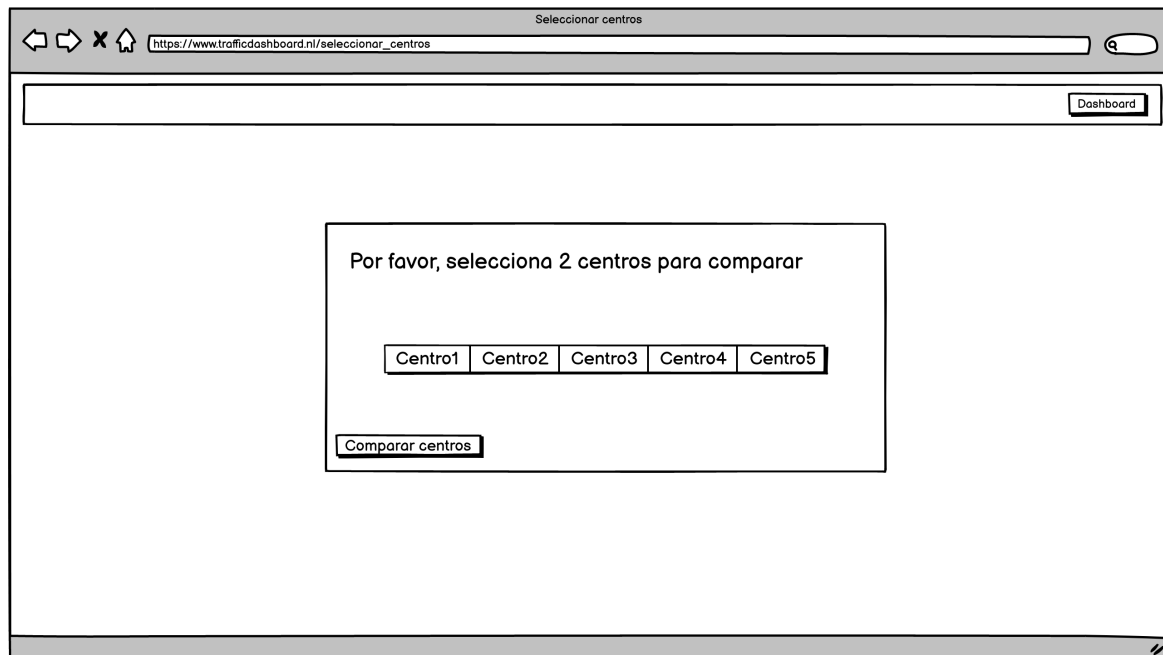 Seleccionar centros
https://www.trafficdashboard.nl/seleccionar_centros
Dashboard
Por favor, selecciona 2 centros para comparar
Centro1 Centro2 Centro3 Centro4 Centro5
Comparar centros